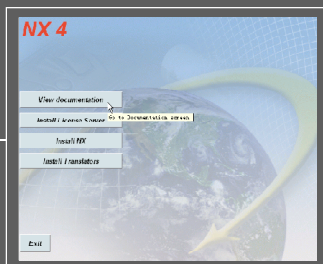 NX 4
View documentation
Go to Documentation screen
Install License Server
Install NX
Install Translators
Exit